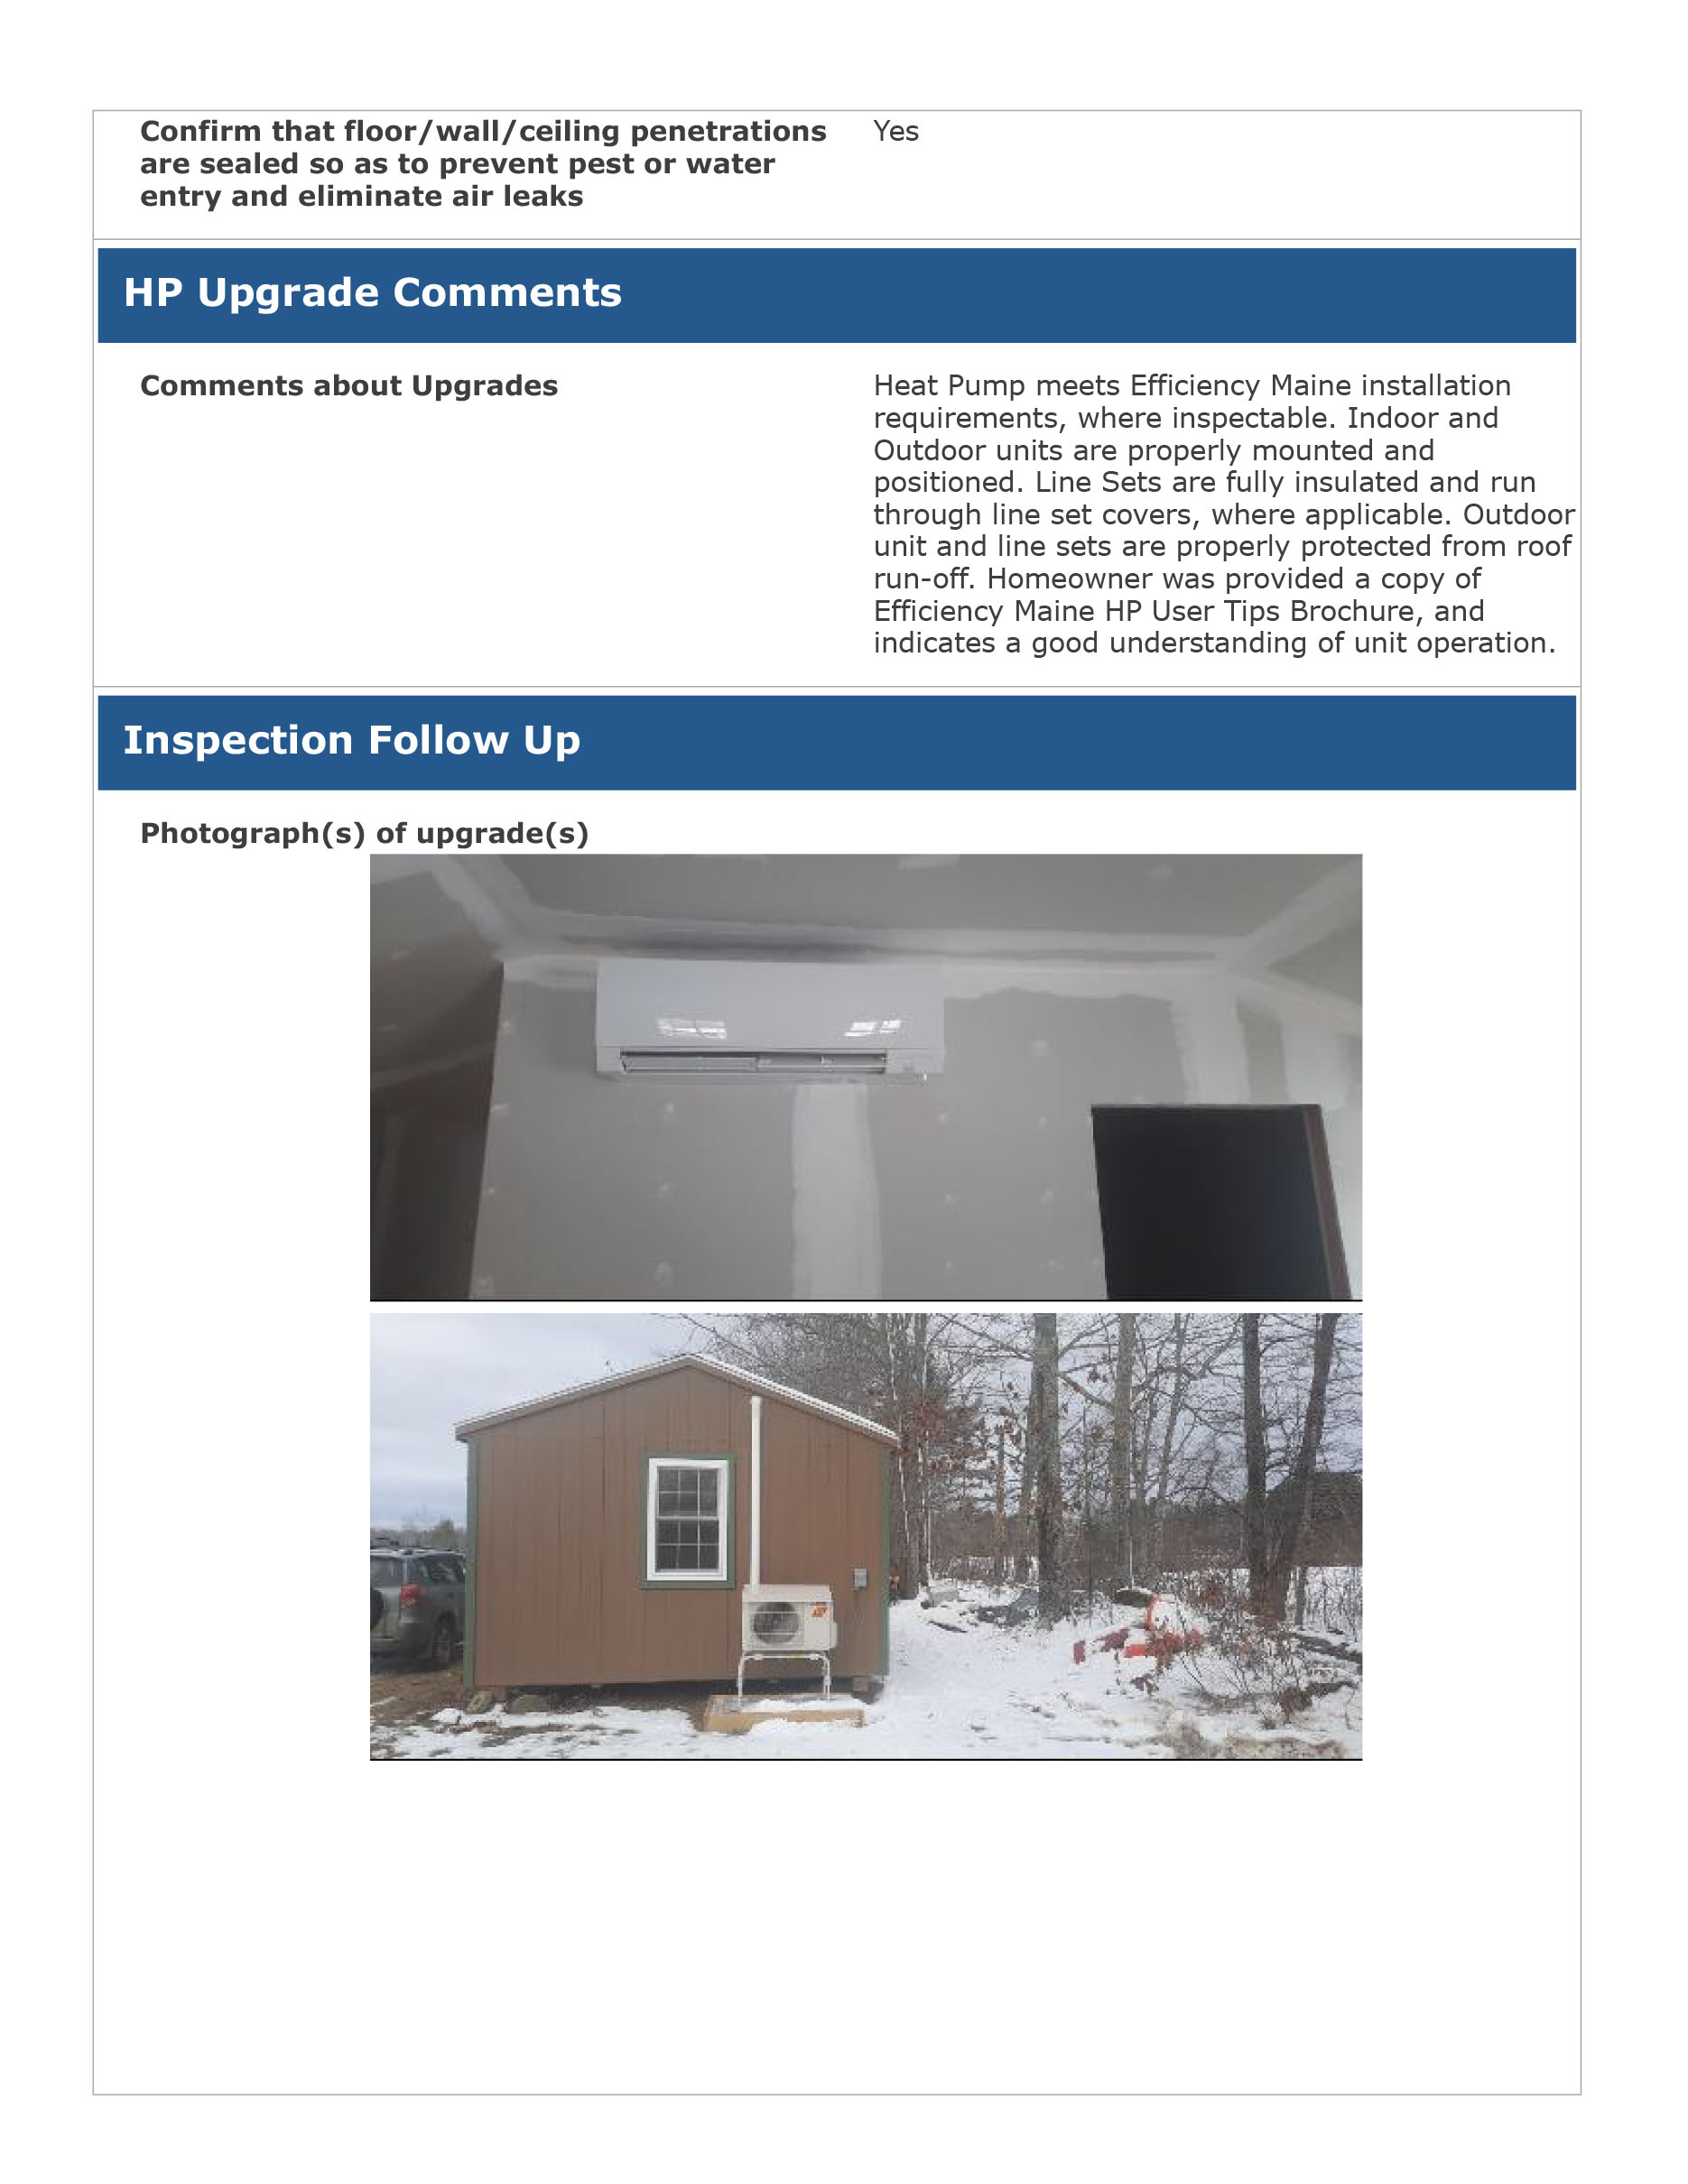 Confirm that floor/wall/ceiling penetrations
are sealed so as to prevent pest or water
entry and eliminate air leaks
Yes
HP Upgrade Comments
Comments about Upgrades
Heat Pump meets Efficiency Maine installation
requirements, where inspectable. Indoor and
Outdoor units are properly mounted and
positioned. Line Sets are fully insulated and run
through line set covers, where applicable. Outdoor
unit and line sets are properly protected from roof
run-off. Homeowner was provided a copy of
Efficiency Maine HP User Tips Brochure, and
indicates a good understanding of unit operation.
Inspection Follow Up
Photograph(s) of upgrade(s)